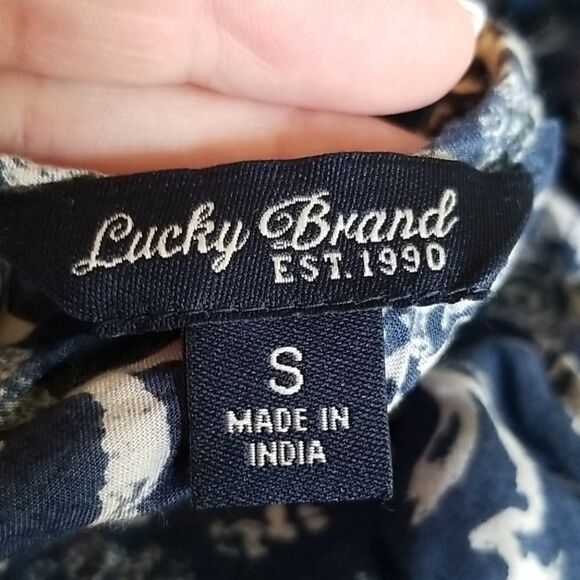 Lucky Brand
EST. 1990
S
MADE IN
INDIA